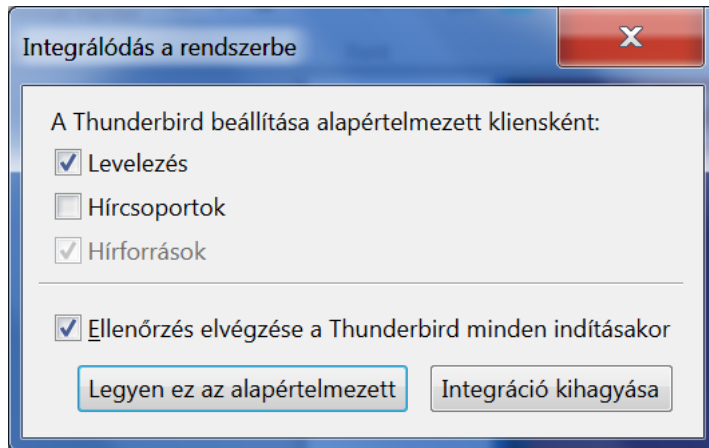 Integrálódás a rendszerbe
A Thunderbird beállítása alapértelmezett kliensként:
Levelezés
Hírcsoportok
Hírforrások
Ellenőrzés elvégzése a Thunderbird minden indításakor
Legyen ez az alapértelmezett
Integráció kihagyása